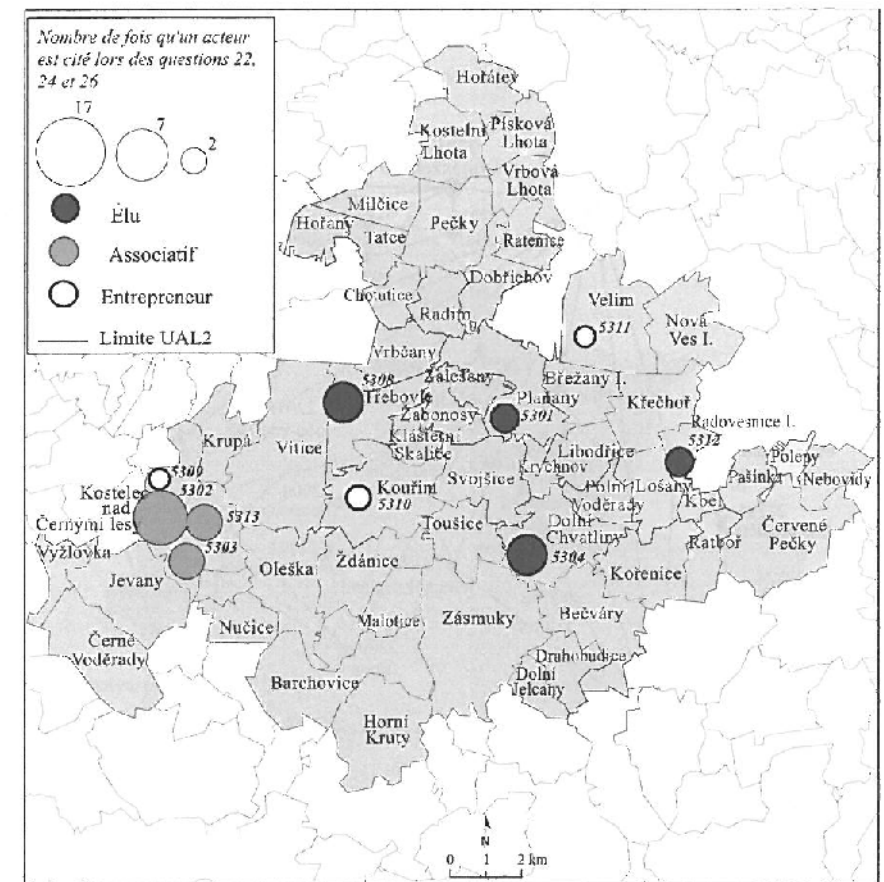 Nombre de fois qu'un acteur
est cité lors des questions 22,
24 et 26
17
7
2
Élu
Associatif
Entrepreneur
Limite UAL2
Hořátev
Kostelní
Lhota
Písková
Lhota
Vrbová
Lhota
Milčice
Hořany
Tatce
Pečky
Ratenice
Dobřichov
Chotutice
Radim
Velim
5311
Nová
Ves I.
Vrbčany
5308
Třebovle
Zalešany
Plaňany
5301
Břežany I.
Křečhoř
Žabonosy
Radovesnice I.
5312
Krupá
Vitice
Klášterní
Skalice
Libodřice
Polepy
Pašinka
Nebovidy
5309
5302
Kostelec
nad
Černými lesy
5313
Kouřim
5310
Svojšice
Krychnov
Polní
Voděrady
Lošany
Kbel
Toušice
Dolní
Chvatliny
5304
Červené
Pečky
Ratboř
Vyžlovka
5303
Jevany
Oleška
Ždánice
Kořenice
Nučice
Malotice
Zásmuky
Bečváry
Černé
Voděrady
Drahobudice
Dolní
Jelcahy
Barchovice
Horní
Kruty
N
0 1 2 km